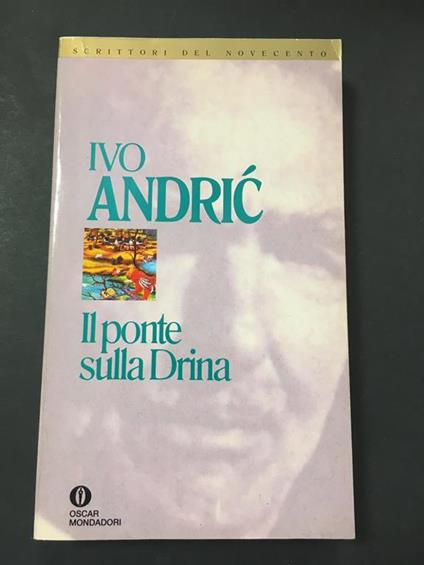 SCRITTORI DEL NOVECENTO
IVO
ANDRIĆ
Il ponte
sulla Drina
OSCAR
MONDADORI